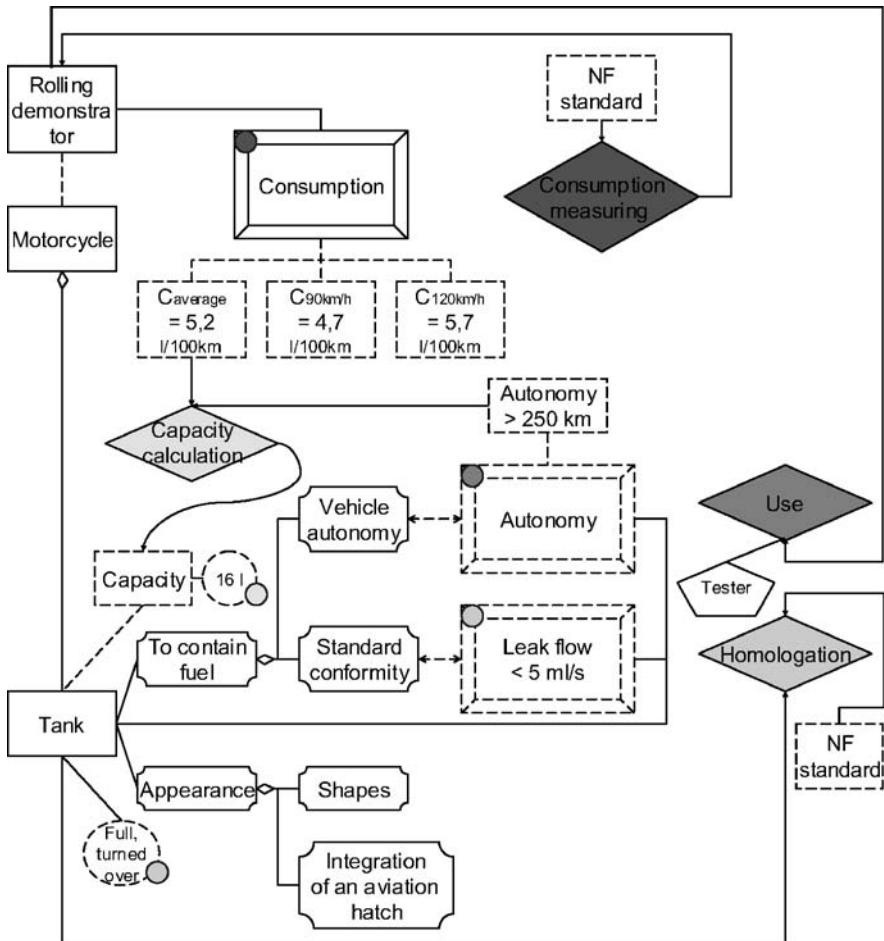 Rolling
demonstra
tor
NF
standard
Consumption
Consumption
measuring
Motorcycle
Caverage
= 5,2
l/100km
C90km/h
= 4,7
l/100km
C120km/h
= 5,7
l/100km
Autonomy
> 250 km
Capacity
calculation
Vehicle
autonomy
Autonomy
Use
Capacity
16 l
Tester
To contain
fuel
Standard
conformity
Leak flow
< 5 ml/s
Homologation
Tank
NF
standard
Appearance
Shapes
Full,
turned
over
Integration
of an aviation
hatch